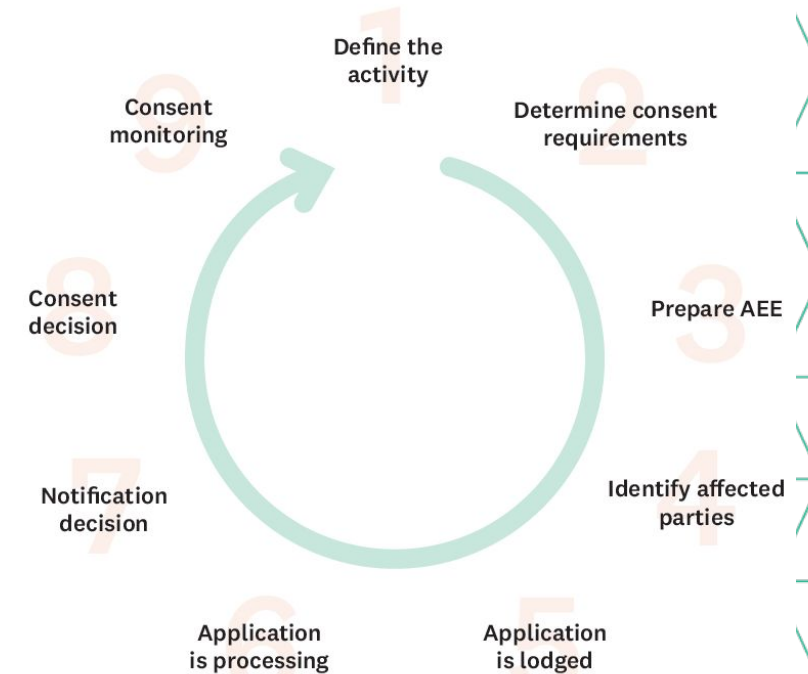 1
Define the
activity
2
Determine consent
requirements
3
Prepare AEE
4
Identify affected
parties
5
Application
is lodged
6
Application
is processing
7
Notification
decision
8
Consent
decision
9
Consent
monitoring